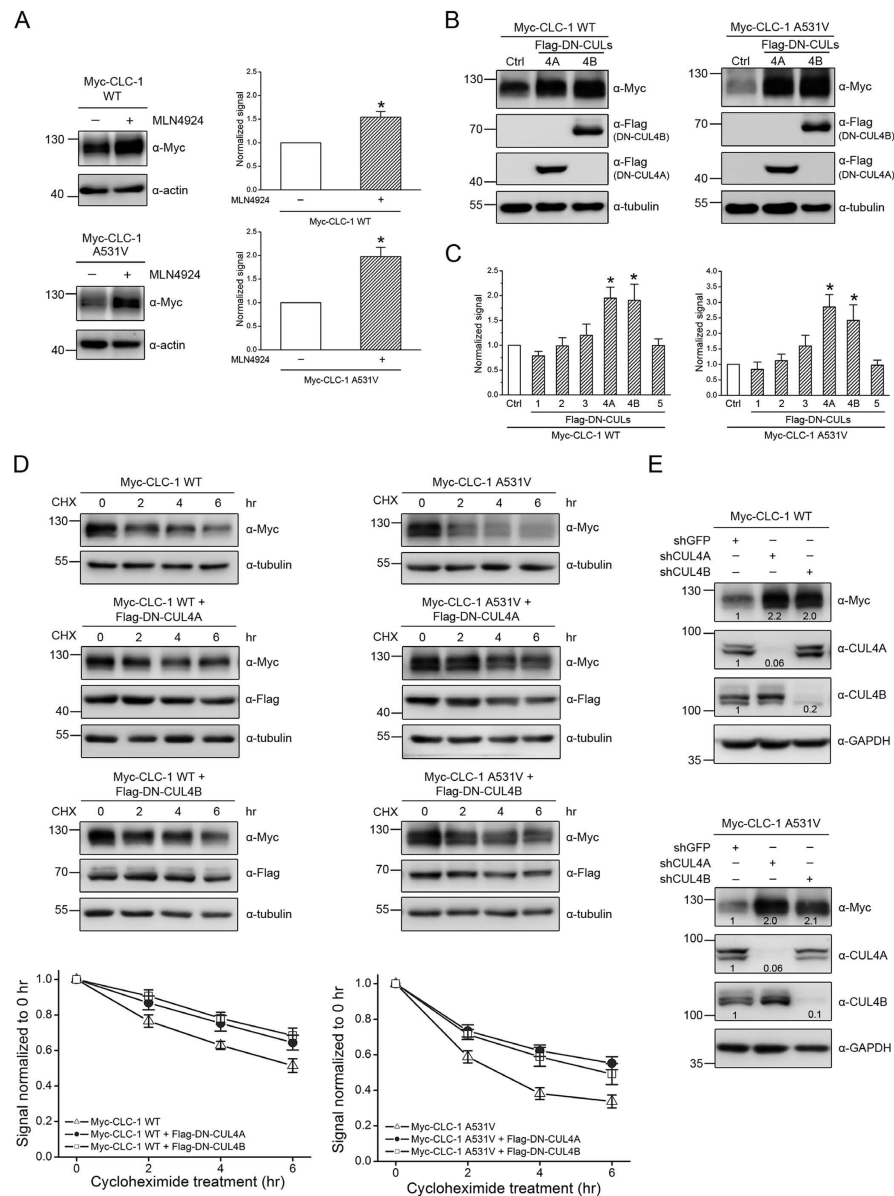 A
Myc-CLC-1
WT
– + MLN4924
130
α-Myc
40
α-actin
Myc-CLC-1
A531V
– + MLN4924
130
α-Myc
40
α-actin
Normalized signal
2.0
1.5
1.0
0.5
0.0
*
– +
MLN4924
Myc-CLC-1 WT
Normalized signal
2.5
2.0
1.5
1.0
0.5
0.0
*
– +
MLN4924
Myc-CLC-1 A531V
B
Myc-CLC-1 WT
Flag-DN-CULs
Ctrl 4A 4B
130
α-Myc
70
α-Flag
(DN-CUL4B)
40
α-Flag
(DN-CUL4A)
55
α-tubulin
Myc-CLC-1 A531V
Flag-DN-CULs
Ctrl 4A 4B
130
α-Myc
70
α-Flag
(DN-CUL4B)
40
α-Flag
(DN-CUL4A)
55
α-tubulin
C
Normalized signal
2.5
2.0
1.5
1.0
0.5
0.0
* *
Ctrl 1 2 3 4A 4B 5
Flag-DN-CULs
Myc-CLC-1 WT
Normalized signal
4.0
3.5
3.0
2.5
2.0
1.5
1.0
0.5
0.0
* *
Ctrl 1 2 3 4A 4B 5
Flag-DN-CULs
Myc-CLC-1 A531V
D
Myc-CLC-1 WT
CHX 0 2 4 6 hr
130
α-Myc
55
α-tubulin
Myc-CLC-1 A531V
CHX 0 2 4 6 hr
130
α-Myc
55
α-tubulin
Myc-CLC-1 WT +
Flag-DN-CUL4A
CHX 0 2 4 6 hr
130
α-Myc
40
α-Flag
55
α-tubulin
Myc-CLC-1 A531V +
Flag-DN-CUL4A
CHX 0 2 4 6 hr
130
α-Myc
40
α-Flag
55
α-tubulin
Myc-CLC-1 WT +
Flag-DN-CUL4B
CHX 0 2 4 6 hr
130
α-Myc
70
α-Flag
55
α-tubulin
Myc-CLC-1 A531V +
Flag-DN-CUL4B
CHX 0 2 4 6 hr
130
α-Myc
70
α-Flag
55
α-tubulin
Signal normalized to 0 hr
1.0
0.8
0.6
0.4
0.2
0.0
Myc-CLC-1 WT
Myc-CLC-1 WT + Flag-DN-CUL4A
Myc-CLC-1 WT + Flag-DN-CUL4B
0 2 4 6
Cycloheximide treatment (hr)
Signal normalized to 0 hr
1.0
0.8
0.6
0.4
0.2
0.0
Myc-CLC-1 A531V
Myc-CLC-1 A531V + Flag-DN-CUL4A
Myc-CLC-1 A531V + Flag-DN-CUL4B
0 2 4 6
Cycloheximide treatment (hr)
E
Myc-CLC-1 WT
shGFP + – –
shCUL4A – + –
shCUL4B – – +
130
α-Myc
1 2.2 2.0
100
α-CUL4A
1 0.06
α-CUL4B
100
1 0.2
α-GAPDH
35
Myc-CLC-1 A531V
shGFP + – –
shCUL4A – + –
shCUL4B – – +
130
α-Myc
1 2.0 2.1
100
α-CUL4A
1 0.06
α-CUL4B
100
1 0.1
α-GAPDH
35